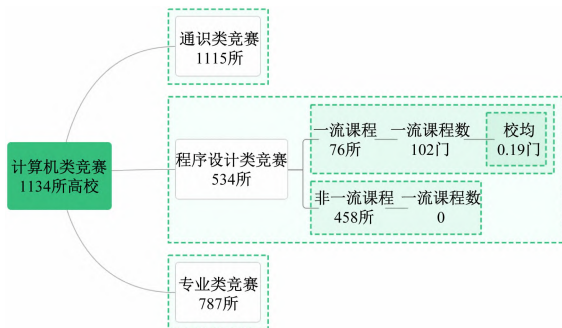 通识类竞赛
1115所
计算机类竞赛
1134所高校
程序设计类竞赛
534所
一流课程
76所
一流课程数
102门
校均
0.19门
非一流课程
458所
一流课程数
0
专业类竞赛
787所